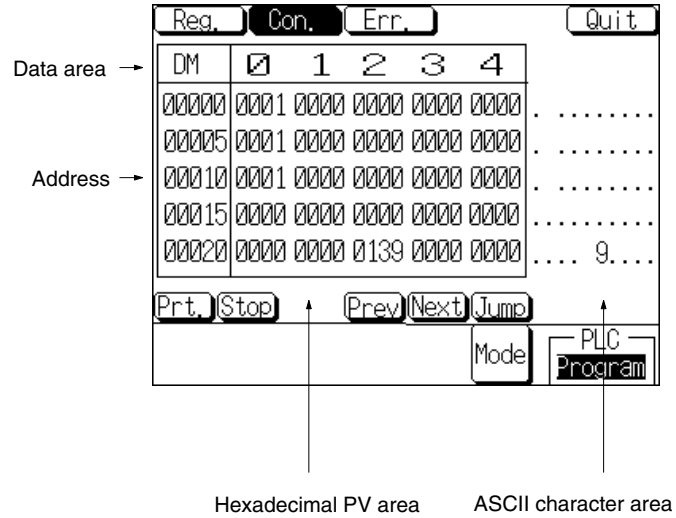 Reg. Con. Err. Quit
Data area DM 0 1 2 3 4
00000 0001 0000 0000 0000 0000 . ........
00005 0001 0000 0000 0000 0000 . ........
Address 00010 0001 0000 0000 0000 0000 . ........
00015 0000 0000 0000 0000 0000 ..........
00020 0000 0000 0139 0000 0000 .... 9....
Prt. Stop Prev Next Jump
Mode PLC
Program
Hexadecimal PV area ASCII character area